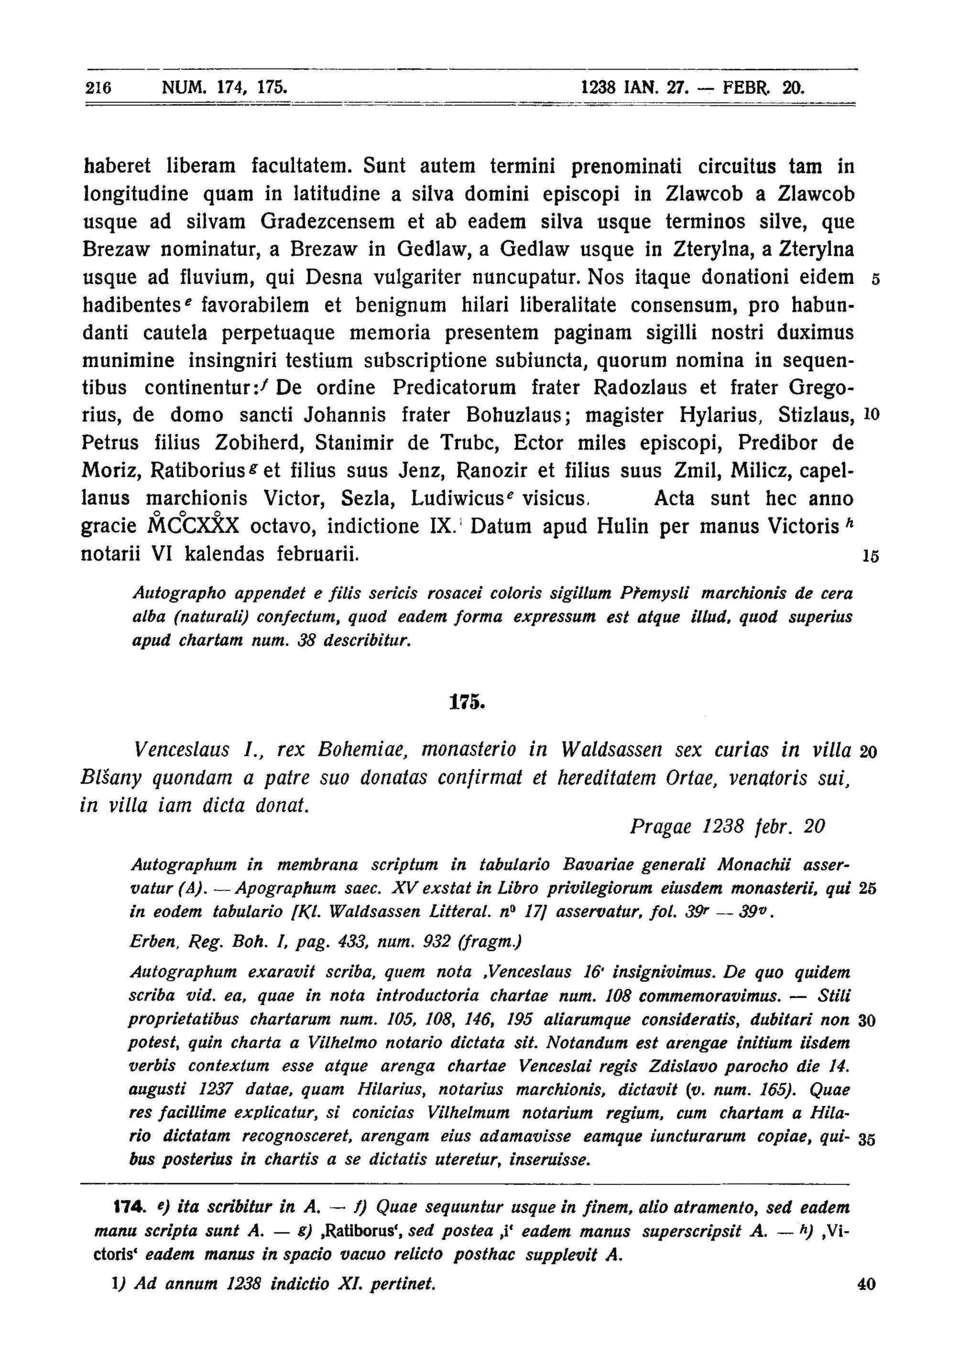 216 NUM. 174, 175. 1238 IAN. 27. — FEBR. 20.
haberet liberam facultatem. Sunt autem termini prenominati circuitus tam in
longitudine quam in latitudine a silva domini episcopi in Zlawcob a Zlawcob
usque ad silvam Gradezcensem et ab eadem silva usque terminos silve, que
Brezaw nominatur, a Brezaw in Gedlaw, a Gedlaw usque in Zterylna, a Zterylna
usque ad fluvium, qui Desna vulgariter nuncupatur. Nos itaque donationi eidem 5
hadibentes ᵉ favorabilem et benignum hilari liberalitate consensum, pro habun-
danti cautela perpetuaque memoria presentem paginam sigilli nostri duximus
munimine insingniri testium subscriptione subiuncta, quorum nomina in sequen-
tibus continentur:ᶠ De ordine Predicatorum frater Radozlaus et frater Grego-
rius, de domo sancti Johannis frater Bohuzlaus; magister Hylarius, Stizlaus, 10
Petrus filius Zobiherd, Stanimir de Trubc, Ector miles episcopi, Predibor de
Moriz, Ratiborius ᵍ et filius suus Jenz, Ranozir et filius suus Zmil, Milicz, capel-
lanus marchionis Victor, Sezla, Ludiwicus ᵉ visicus. Acta sunt hec anno
gracie M̊CC̊XXX̊ octavo, indictione IX.¹ Datum apud Hulin per manus Victoris ʰ
notarii VI kalendas februarii. 15
Autographo appendet e filis sericis rosacei coloris sigillum Přemysli marchionis de cera
alba (naturali) confectum, quod eadem forma expressum est atque illud, quod superius
apud chartam num. 38 describitur.
175.
Venceslaus I., rex Bohemiae, monasterio in Waldsassen sex curias in villa 20
Blšany quondam a patre suo donatas confirmat et hereditatem Ortae, venatoris sui,
in villa iam dicta donat.
Pragae 1238 febr. 20
Autographum in membrana scriptum in tabulario Bavariae generali Monachii asser-
vatur (A). — Apographum saec. XV exstat in Libro privilegiorum eiusdem monasterii, qui 25
in eodem tabulario [Kl. Waldsassen Litteral. nº 17] asservatur, fol. 39ʳ — 39ᵛ.
Erben, Reg. Boh. I, pag. 433, num. 932 (fragm.)
Autographum exaravit scriba, quem nota ,Venceslaus 16‘ insignivimus. De quo quidem
scriba vid. ea, quae in nota introductoria chartae num. 108 commemoravimus. — Stili
proprietatibus chartarum num. 105, 108, 146, 195 aliarumque consideratis, dubitari non 30
potest, quin charta a Vilhelmo notario dictata sit. Notandum est arengae initium iisdem
verbis contextum esse atque arenga chartae Venceslai regis Zdislavo parocho die 14.
augusti 1237 datae, quam Hilarius, notarius marchionis, dictavit (v. num. 165). Quae
res facillime explicatur, si conicias Vilhelmum notarium regium, cum chartam a Hila-
rio dictatam recognosceret, arengam eius adamavisse eamque iuncturarum copiae, qui- 35
bus posterius in chartis a se dictatis uteretur, inseruisse.
174. ᵉ) ita scribitur in A. — f) Quae sequuntur usque in finem, alio atramento, sed eadem
manu scripta sunt A. — g) ,Ratiborus‘, sed postea ,i‘ eadem manus superscripsit A. — ʰ) ,Vi-
ctoris‘ eadem manus in spacio vacuo relicto posthac supplevit A.
1) Ad annum 1238 indictio XI. pertinet. 40